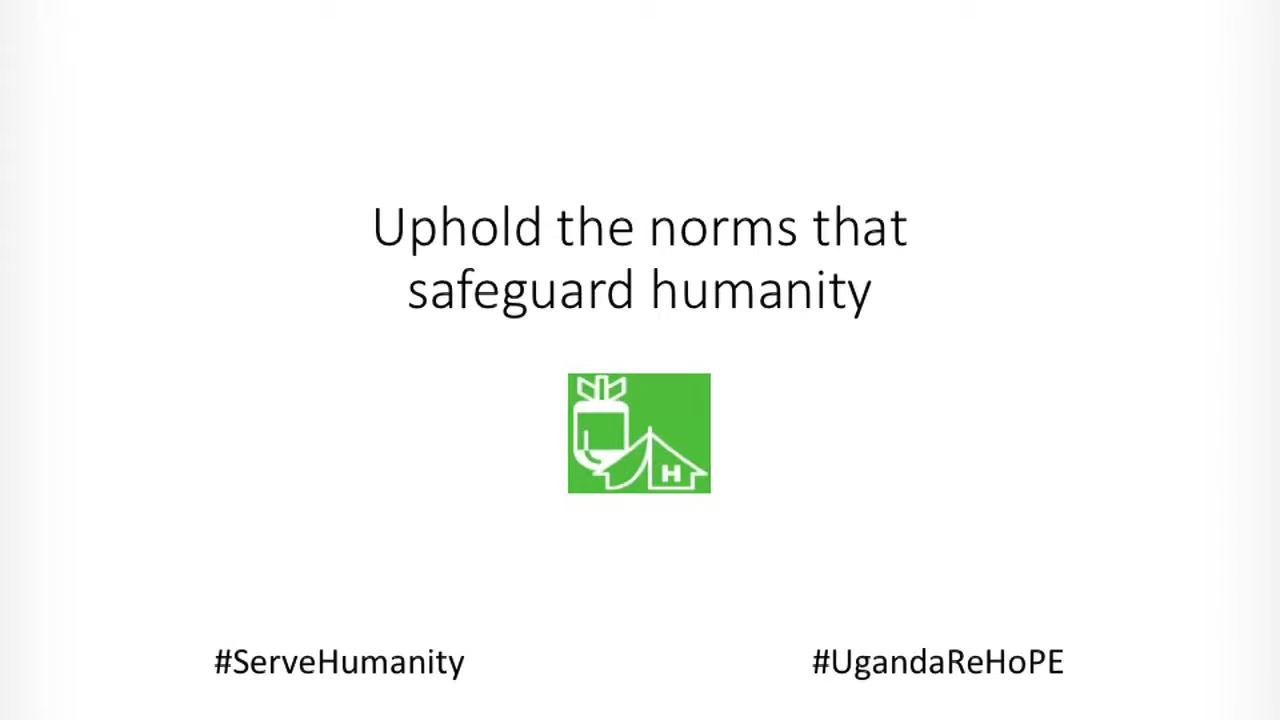 Uphold the norms that
safeguard humanity
H
#ServeHumanity
#UgandaReHoPE